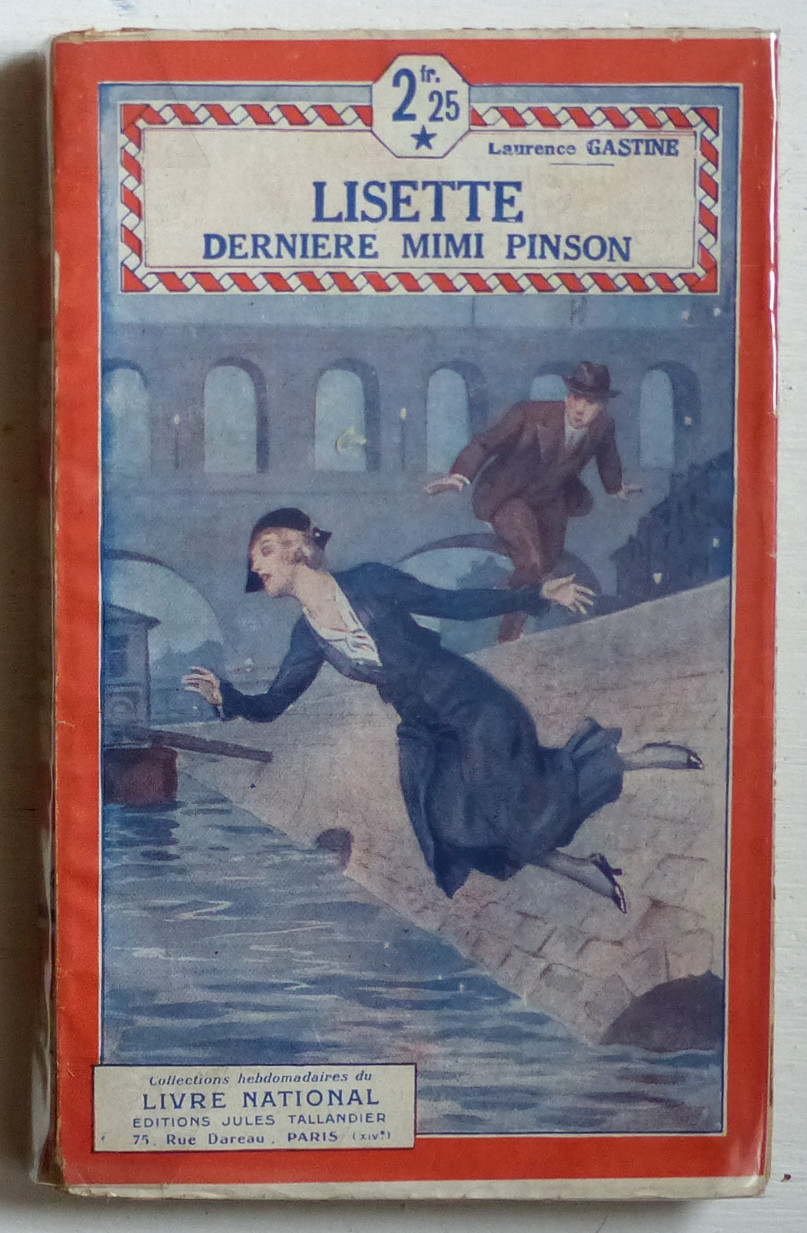 2 fr. 25
Laurence GASTINE
LISETTE
DERNIERE MIMI PINSON
Collections hebdomadaires du
LIVRE NATIONAL
EDITIONS JULES TALLANDIER
75, Rue Dareau, PARIS (XIVe)